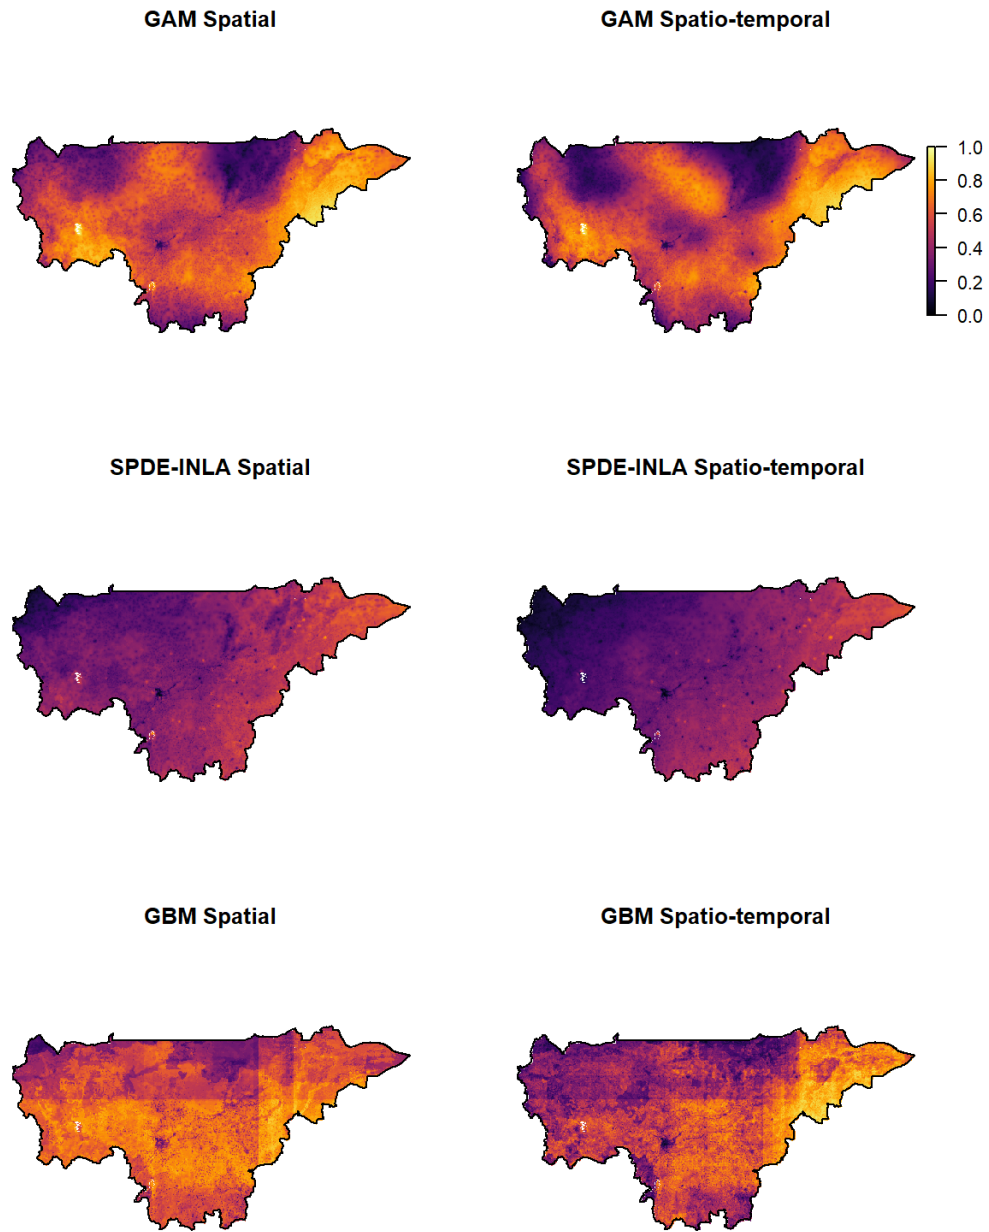 GAM Spatial
GAM Spatio-temporal
1.0
0.8
0.6
0.4
0.2
0.0
SPDE-INLA Spatial
SPDE-INLA Spatio-temporal
GBM Spatial
GBM Spatio-temporal